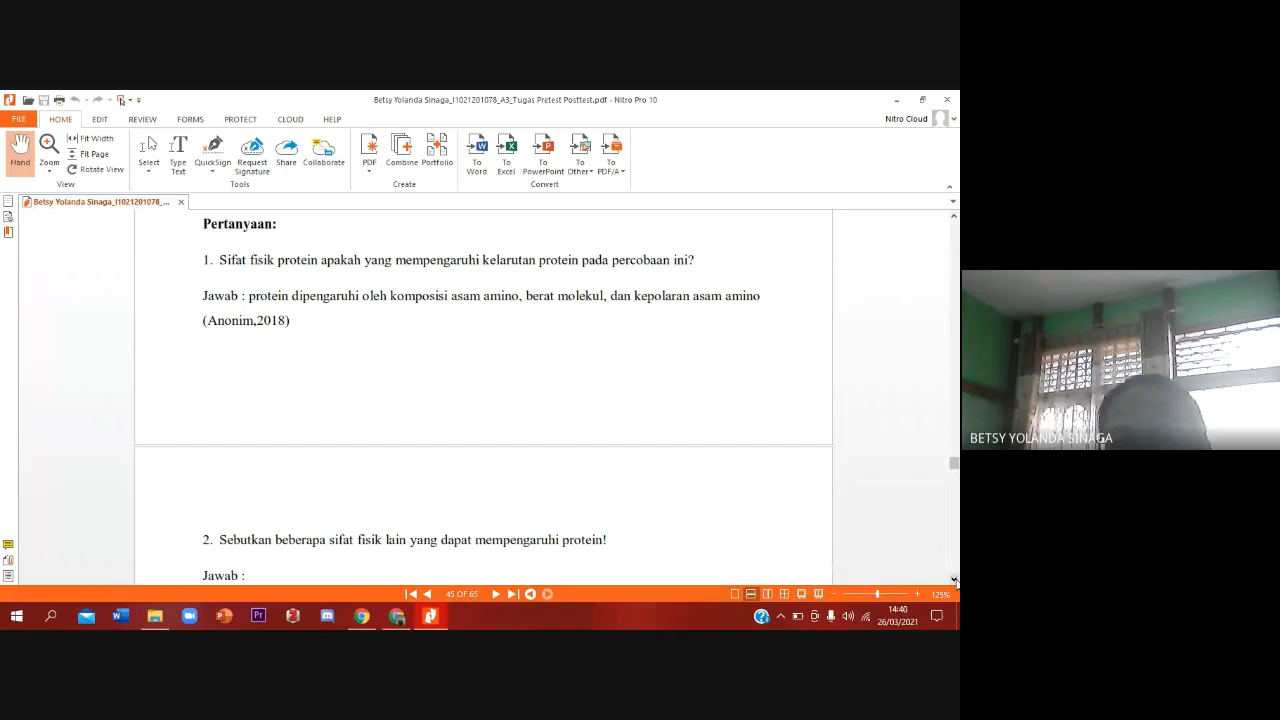 Betsy Yolanda Sinaga_I1021201078_A3_Tugas Pretest Posttest.pdf - Nitro Pro 10
FILE HOME EDIT REVIEW FORMS PROTECT CLOUD HELP Nitro Cloud
Hand Zoom Fit Width Fit Page Rotate View
View
Select Type Text QuickSign Request Signature Share Collaborate
Tools
PDF Combine Portfolio
Create
To Word To Excel To PowerPoint To Other To PDF/A
Convert
Betsy Yolanda Sinaga_I1021201078_...
Pertanyaan:
1. Sifat fisik protein apakah yang mempengaruhi kelarutan protein pada percobaan ini?
Jawab : protein dipengaruhi oleh komposisi asam amino, berat molekul, dan kepolaran asam amino
(Anonim,2018)
2. Sebutkan beberapa sifat fisik lain yang dapat mempengaruhi protein!
Jawab :
45 OF 65
125%
14:40
26/03/2021
BETSY YOLANDA SINAGA